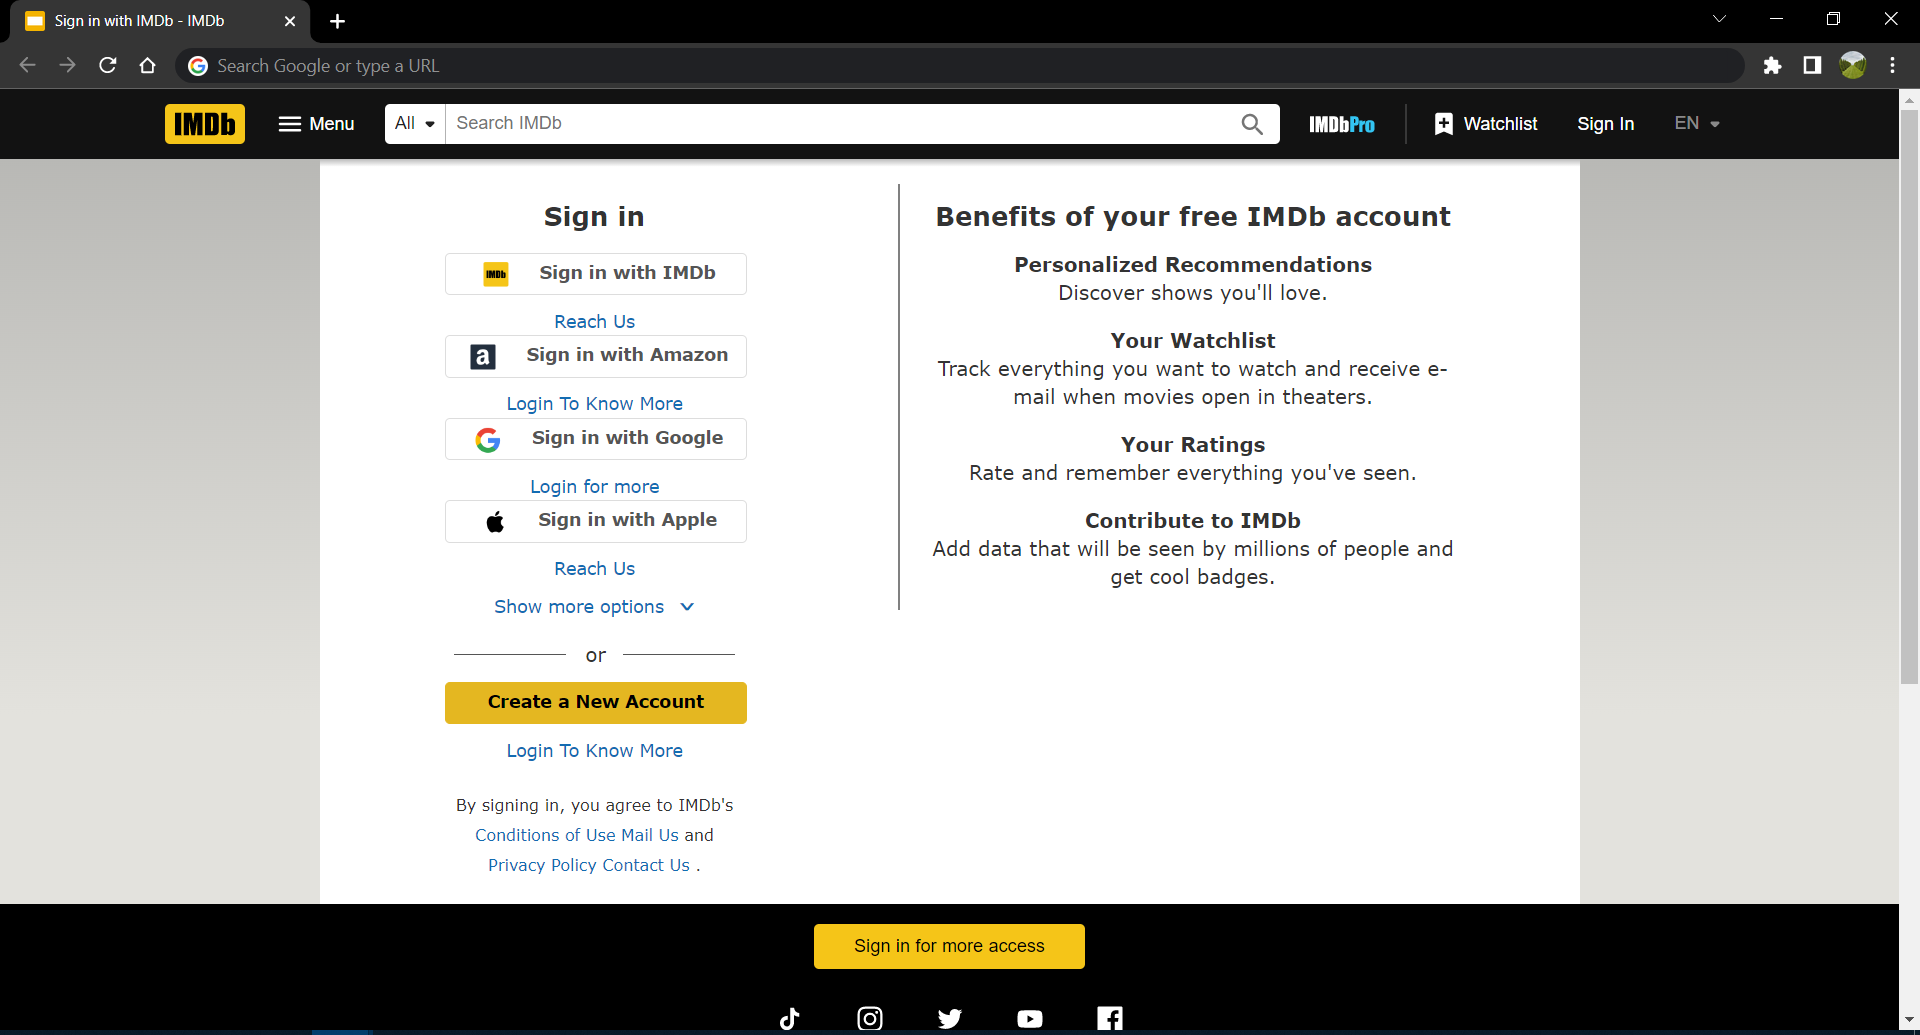 Sign in with IMDb - IMDb
Search Google or type a URL
IMDb
Menu
All
Search IMDb
IMDbPro
Watchlist
Sign In
EN
Sign in
IMDb Sign in with IMDb
Reach Us
a Sign in with Amazon
Login To Know More
Sign in with Google
Login for more
Sign in with Apple
Reach Us
Show more options
or
Create a New Account
Login To Know More
By signing in, you agree to IMDb's
Conditions of Use Mail Us and
Privacy Policy Contact Us .
Benefits of your free IMDb account
Personalized Recommendations
Discover shows you'll love.
Your Watchlist
Track everything you want to watch and receive e-
mail when movies open in theaters.
Your Ratings
Rate and remember everything you've seen.
Contribute to IMDb
Add data that will be seen by millions of people and
get cool badges.
Sign in for more access